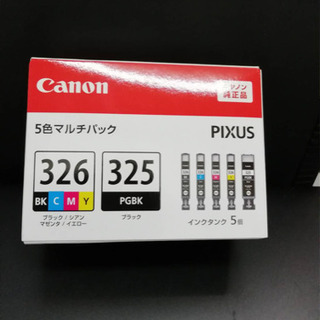 Canon
キヤノン
純正品
5色マルチパック
PIXUS
326
325
BK C M Y
PGBK
ブラック / シアン
マゼンタ / イエロー
ブラック
インクタンク 5個